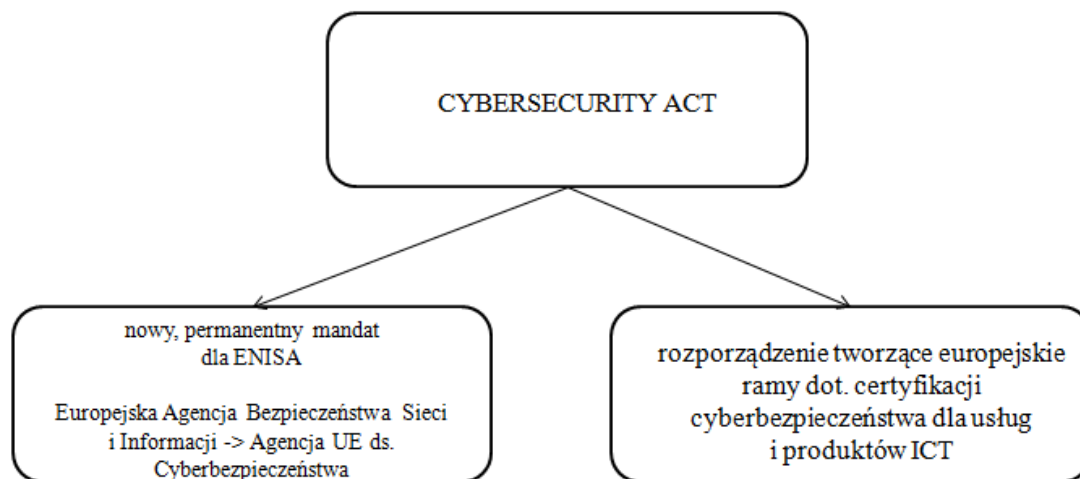 CYBERSECURITY ACT
nowy, permanentny mandat
dla ENISA
Europejska Agencja Bezpieczeństwa Sieci
i Informacji -> Agencja UE ds.
Cyberbezpieczeństwa
rozporządzenie tworzące europejskie
ramy dot. certyfikacji
cyberbezpieczeństwa dla usług
i produktów ICT